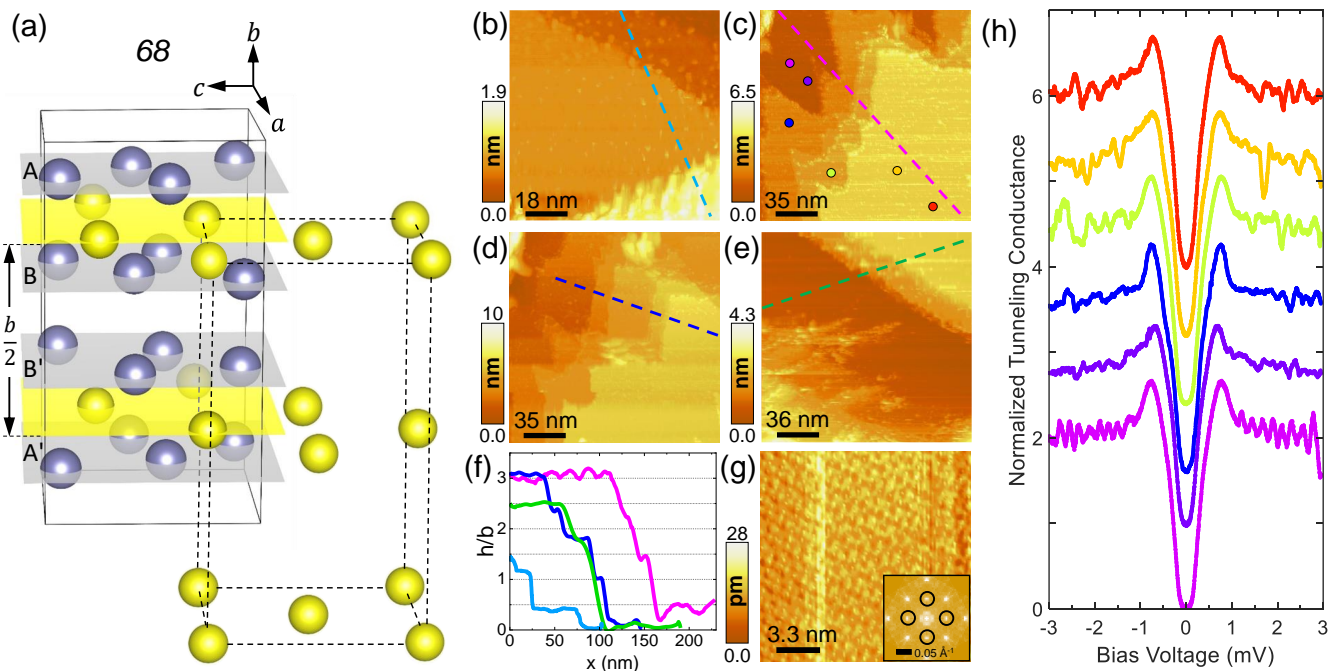 (a)
68
b
c
a
A
B
b
2
B'
A'
(b)
1.9
nm
0.0
18 nm
(c)
6.5
nm
0.0
35 nm
(d)
10
nm
0.0
35 nm
(e)
4.3
nm
0.0
36 nm
(f)
h/b
3
2
1
0
0 50 100 150 200
x (nm)
(g)
28
pm
0.0
3.3 nm
0.05 Å⁻¹
(h)
Normalized Tunneling Conductance
6
4
2
0
-3 -2 -1 0 1 2 3
Bias Voltage (mV)